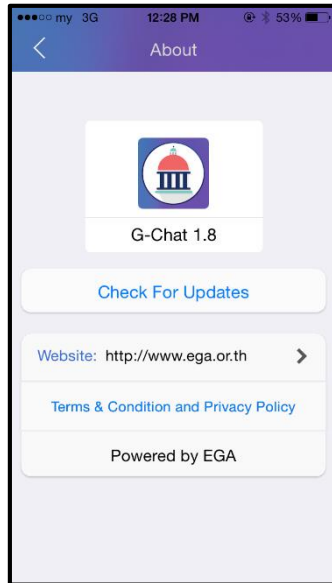 my 3G 12:28 PM 53%
About
G-Chat 1.8
Check For Updates
Website: http://www.ega.or.th
Terms & Condition and Privacy Policy
Powered by EGA